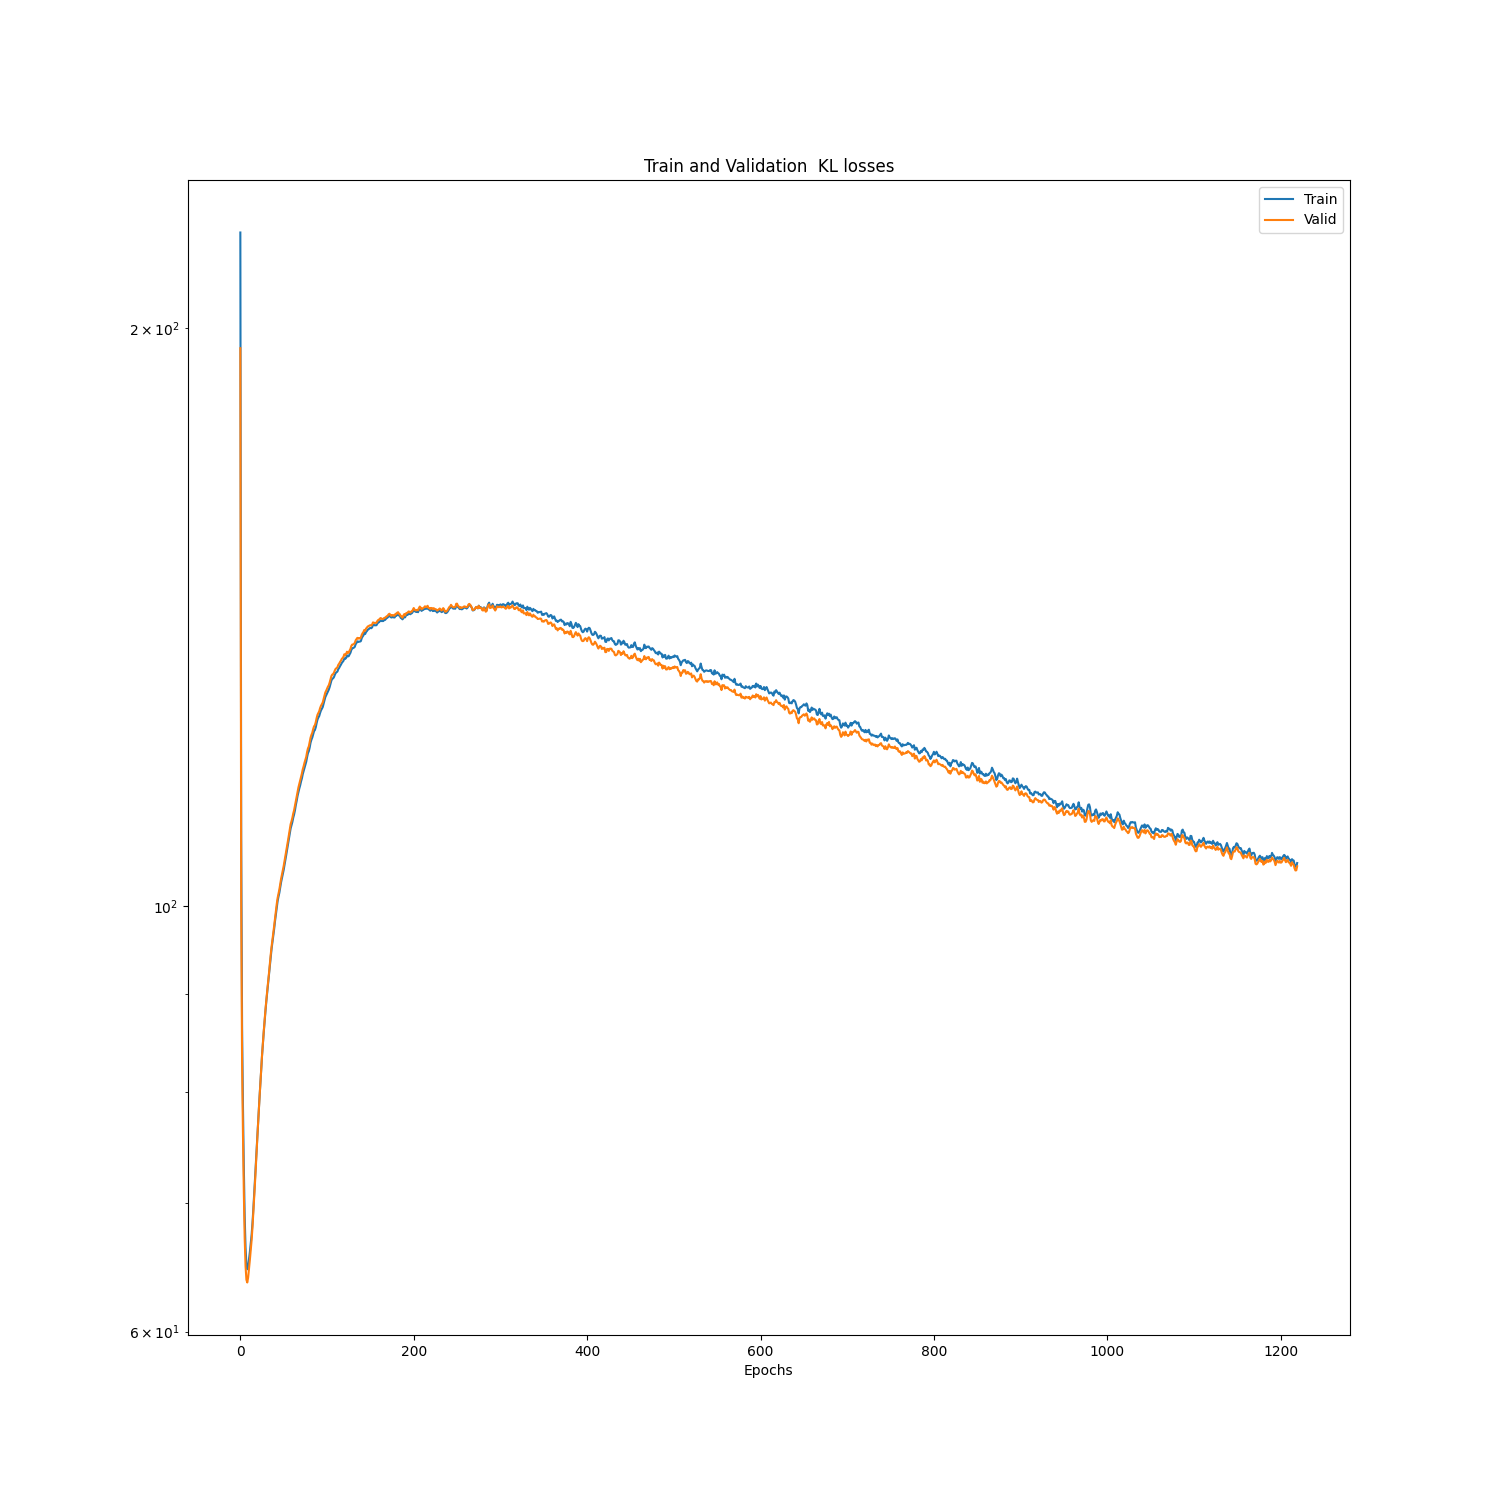 Train and Validation  KL losses
Train
Valid
2 × 10²
10²
6 × 10¹
0 200 400 600 800 1000 1200
Epochs